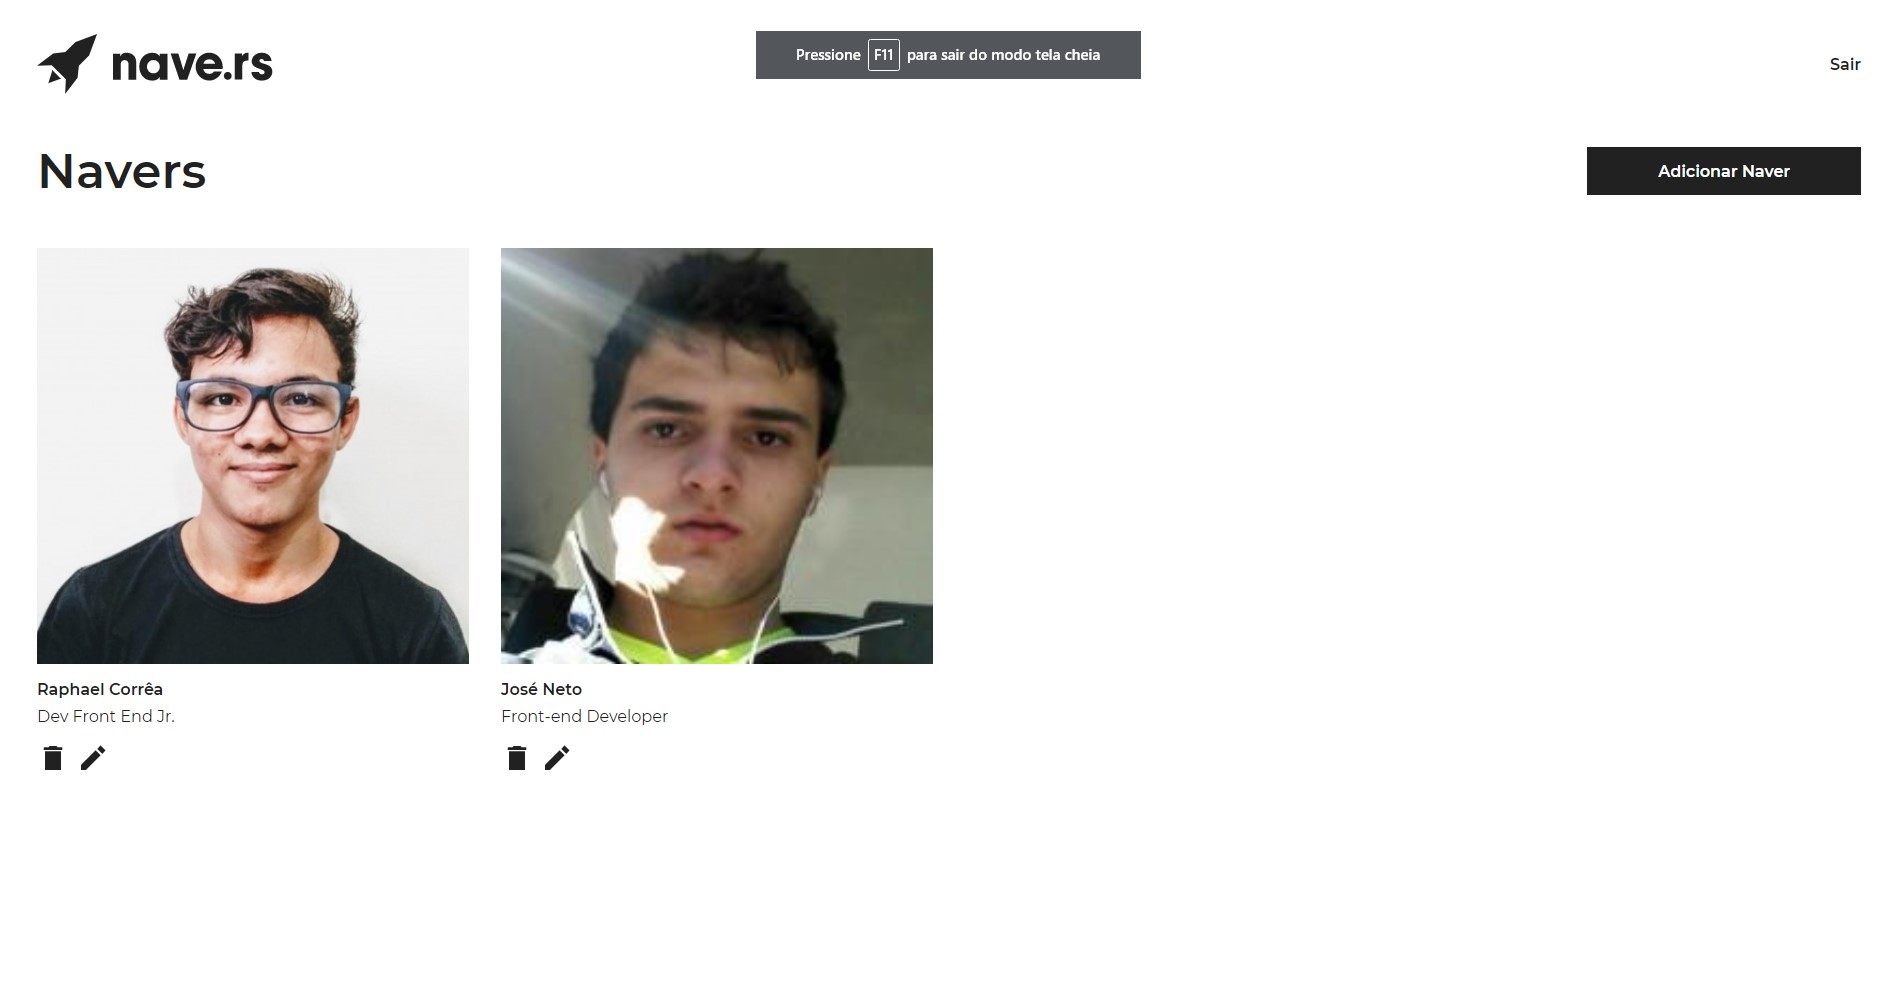 nave.rs
Pressione F11 para sair do modo tela cheia
Sair
Navers
Adicionar Naver
Raphael Corrêa
Dev Front End Jr.
José Neto
Front-end Developer